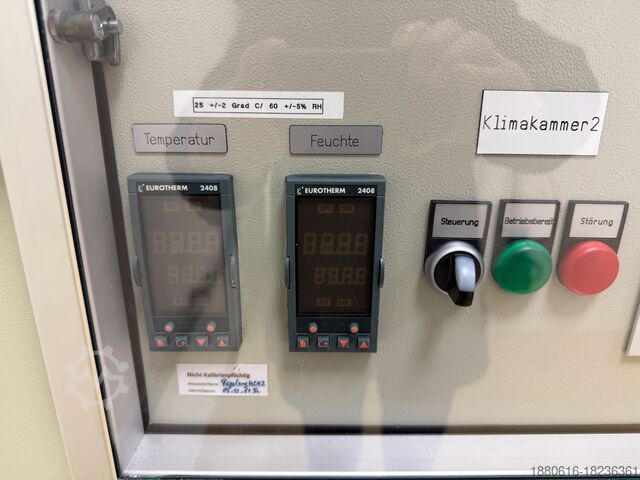 25 +/-2 Grad C/ 60 +/-5% RH
Klimakammer2
Temperatur
Feuchte
EUROTHERM 2408
EUROTHERM 2408
Steuerung
Betriebsbereit
Störung
Nicht Kalibrierpflichtig
1880616-18236361